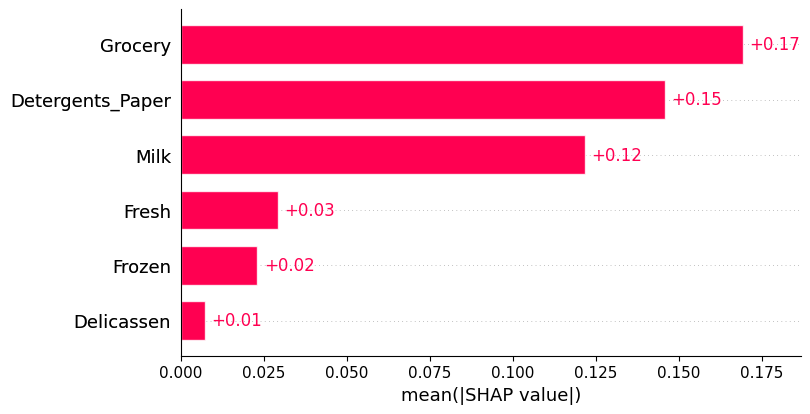 Grocery +0.17
Detergents_Paper +0.15
Milk +0.12
Fresh +0.03
Frozen +0.02
Delicassen +0.01
0.000 0.025 0.050 0.075 0.100 0.125 0.150 0.175
mean(|SHAP value|)